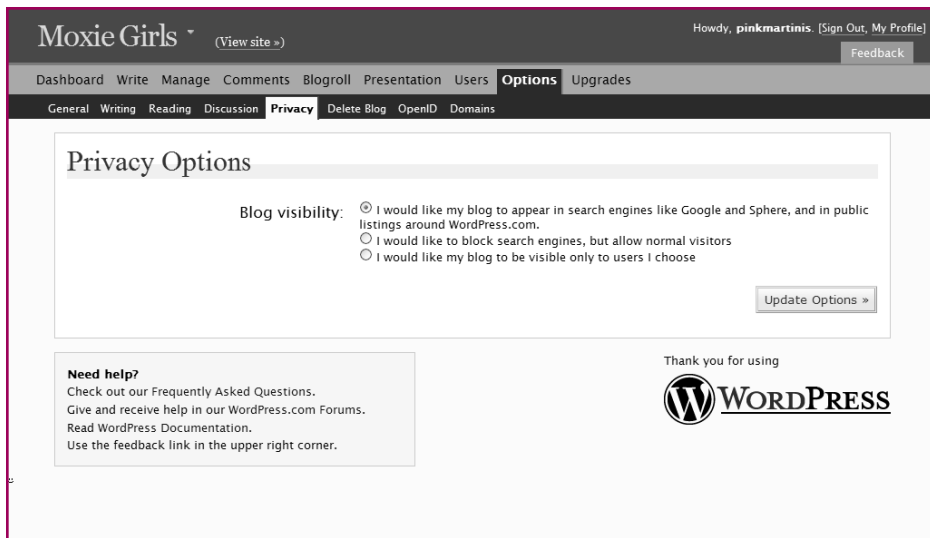 Moxie Girls (View site »)
Howdy, pinkmartinis. [Sign Out, My Profile]
Feedback
Dashboard Write Manage Comments Blogroll Presentation Users Options Upgrades
General Writing Reading Discussion Privacy Delete Blog OpenID Domains
Privacy Options
Blog visibility:
I would like my blog to appear in search engines like Google and Sphere, and in public
listings around WordPress.com.
I would like to block search engines, but allow normal visitors
I would like my blog to be visible only to users I choose
Update Options »
Need help?
Check out our Frequently Asked Questions.
Give and receive help in our WordPress.com Forums.
Read WordPress Documentation.
Use the feedback link in the upper right corner.
Thank you for using
WORDPRESS